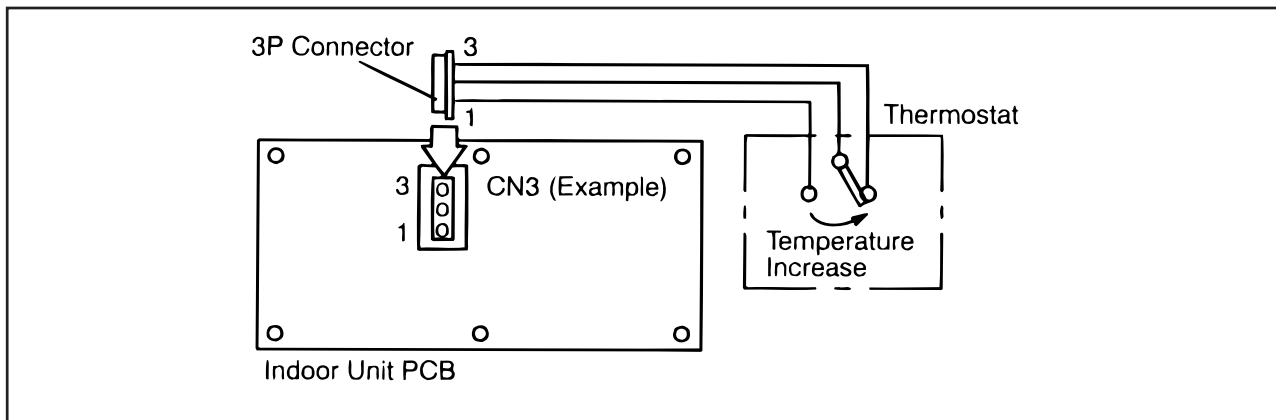 3P Connector
3
1
Thermostat
3
CN3 (Example)
1
Temperature
Increase
Indoor Unit PCB